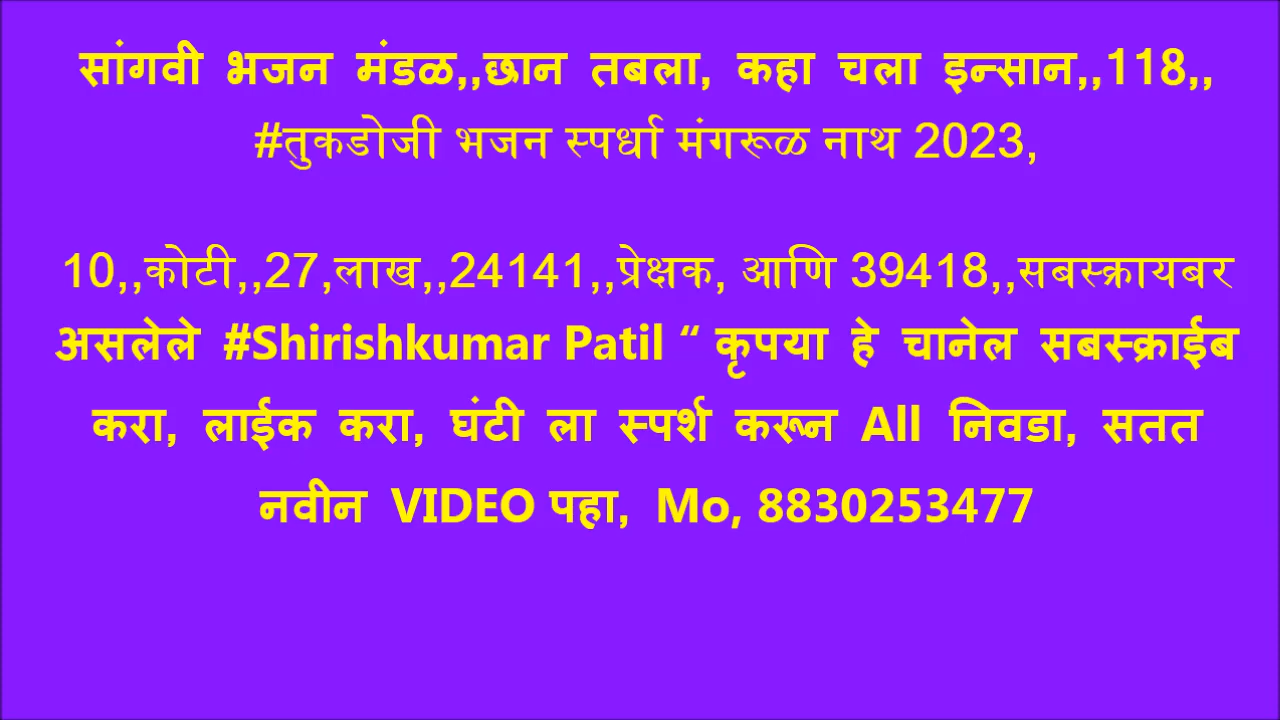 सांगवी भजन मंडळ,,छान तबला, कहा चला इन्सान,,118,,
#तुकडोजी भजन स्पर्धा मंगरूळ नाथ 2023,
10,,कोटी,,27,लाख,,24141,,प्रेक्षक, आणि 39418,,सबस्क्रायबर
असलेले #Shirishkumar Patil “ कृपया हे चानेल सबस्क्राईब
करा, लाईक करा, घंटी ला स्पर्श करून All निवडा, सतत
नवीन VIDEO पहा, Mo, 8830253477